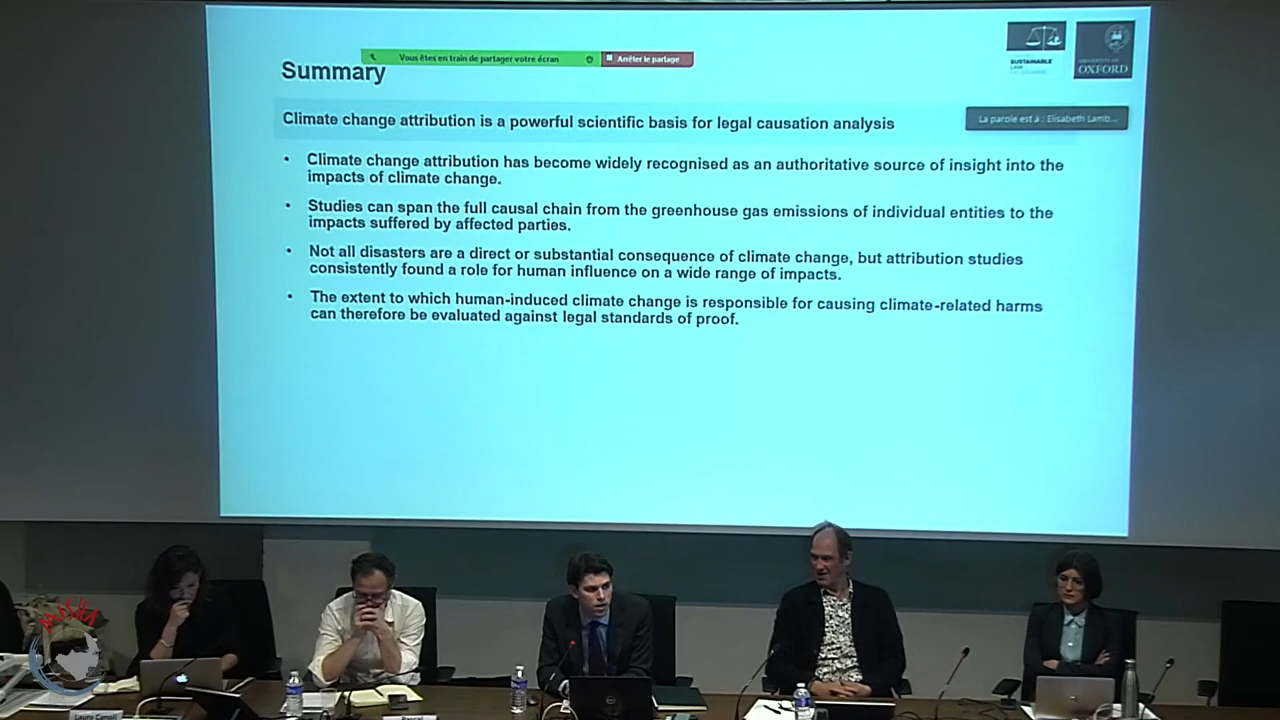 Vous êtes en train de partager votre écran
Arrêter le partage
Summary
SUSTAINABLE
LAW
UNIVERSITY OF
OXFORD
Climate change attribution is a powerful scientific basis for legal causation analysis
La parole est à : Elisabeth Lamb...
• Climate change attribution has become widely recognised as an authoritative source of insight into the
impacts of climate change.
• Studies can span the full causal chain from the greenhouse gas emissions of individual entities to the
impacts suffered by affected parties.
• Not all disasters are a direct or substantial consequence of climate change, but attribution studies
consistently found a role for human influence on a wide range of impacts.
• The extent to which human-induced climate change is responsible for causing climate-related harms
can therefore be evaluated against legal standards of proof.
MISHA
DELL
Laura Canali
Pascal